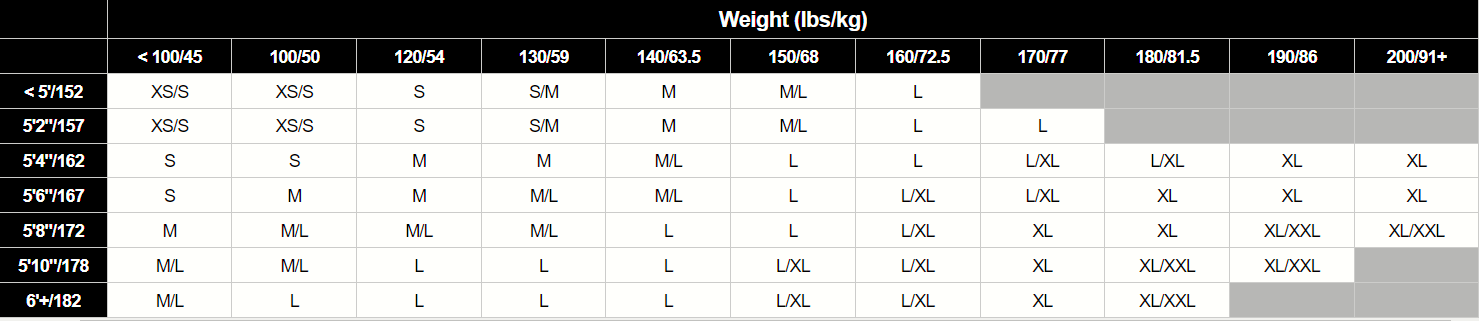 Weight (lbs/kg)
< 100/45 100/50 120/54 130/59 140/63.5 150/68 160/72.5 170/77 180/81.5 190/86 200/91+
< 5'/152 XS/S XS/S S S/M M M/L L
5'2"/157 XS/S XS/S S S/M M M/L L L
5'4"/162 S S M M M/L L L L/XL L/XL XL XL
5'6"/167 S M M M/L M/L L L/XL L/XL XL XL XL
5'8"/172 M M/L M/L M/L L L L/XL XL XL XL/XXL XL/XXL
5'10"/178 M/L M/L L L L L/XL L/XL XL XL/XXL XL/XXL
6'+/182 M/L L L L L L/XL L/XL XL XL/XXL